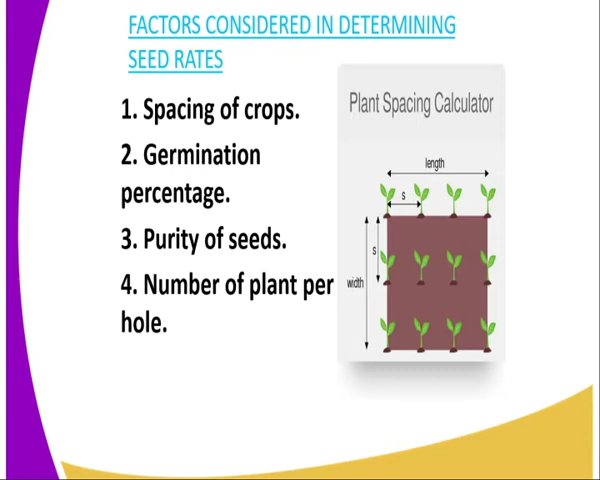 FACTORS CONSIDERED IN DETERMINING
SEED RATES
1. Spacing of crops.
2. Germination
percentage.
3. Purity of seeds.
4. Number of plant per
hole.
Plant Spacing Calculator
length
s
s
width